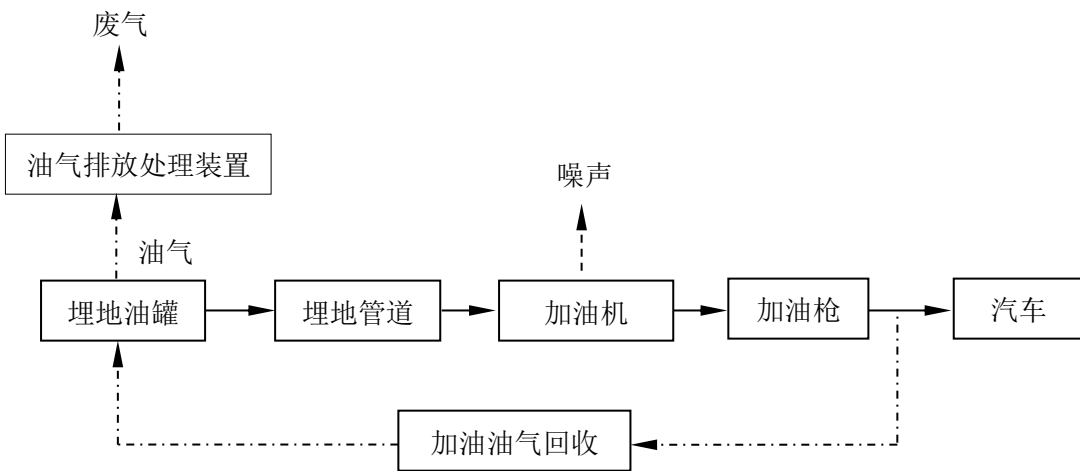 废气
油气排放处理装置
噪声
油气
埋地油罐
埋地管道
加油机
加油枪
汽车
加油油气回收